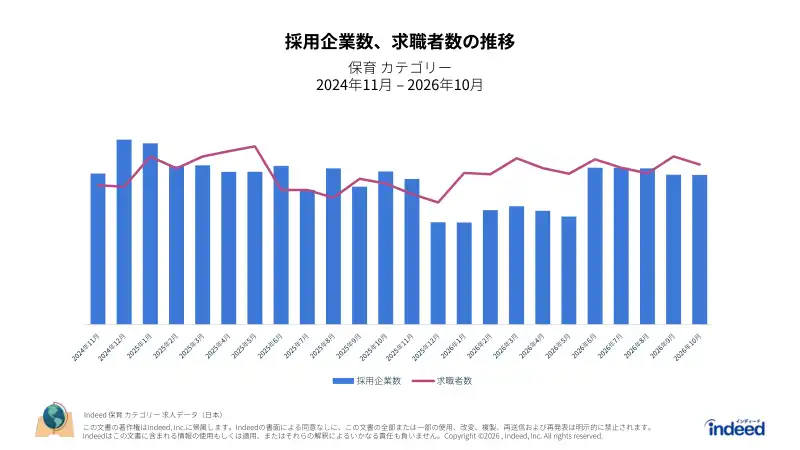 採用企業数、求職者数の推移
保育 カテゴリー
2024年11月 – 2026年10月
2024年11月
2024年12月
2025年1月
2025年2月
2025年3月
2025年4月
2025年5月
2025年6月
2025年7月
2025年8月
2025年9月
2025年10月
2025年11月
2025年12月
2026年1月
2026年2月
2026年3月
2026年4月
2026年5月
2026年6月
2026年7月
2026年8月
2026年9月
2026年10月
採用企業数 求職者数
Indeed 保育 カテゴリー 求人データ（日本）
この文書の著作権はIndeed, Inc.に帰属します。Indeedの書面による同意なしに、この文書の全部または一部の使用、改変、複製、再送信および再発表は明示的に禁止されます。
Indeedはこの文書に含まれる情報の使用もしくは適用、またはそれらの解釈によるいかなる責任も負いません。Copyright ©2026 , Indeed, Inc. All rights reserved.
インディード
indeed